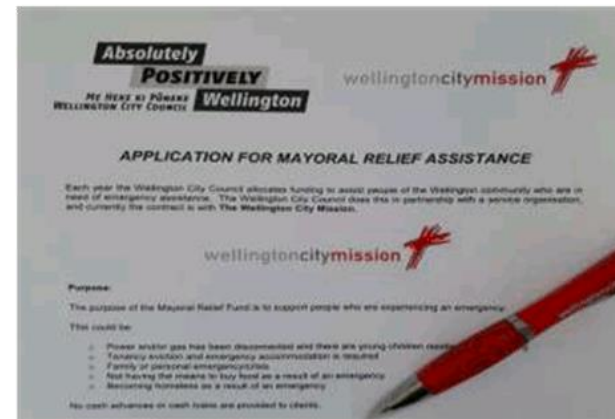 Absolutely
POSITIVELY
ME HEKE KI PŌNEKE
WELLINGTON CITY COUNCIL Wellington
wellingtoncitymission
APPLICATION FOR MAYORAL RELIEF ASSISTANCE
Each year the Wellington City Council allocates funding to assist people of the Wellington community who are in
need of emergency assistance. The Wellington City Council does this in partnership with a service organisation,
and currently the contract is with The Wellington City Mission.
wellingtoncitymission
Purpose:
The purpose of the Mayoral Relief Fund is to support people who are experiencing an emergency.
This could be:
Power and/or gas has been disconnected and there are young children
Tenancy eviction and emergency accommodation is required
Family or personal emergency/crisis
Not having the means to buy food as a result of an emergency
Becoming homeless as a result of an emergency
No cash advances or cash loans are provided to clients.